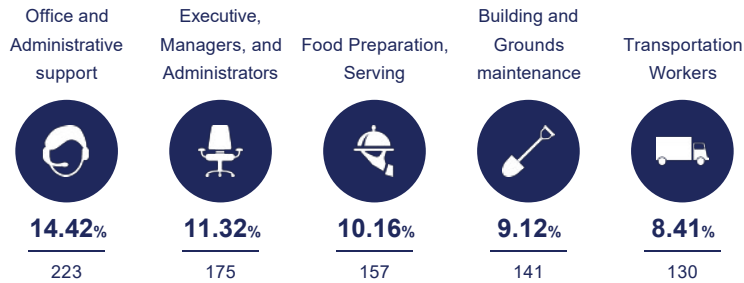 Office and
Administrative
support
14.42%
223
Executive,
Managers, and
Administrators
11.32%
175
Food Preparation,
Serving
10.16%
157
Building and
Grounds
maintenance
9.12%
141
Transportation
Workers
8.41%
130